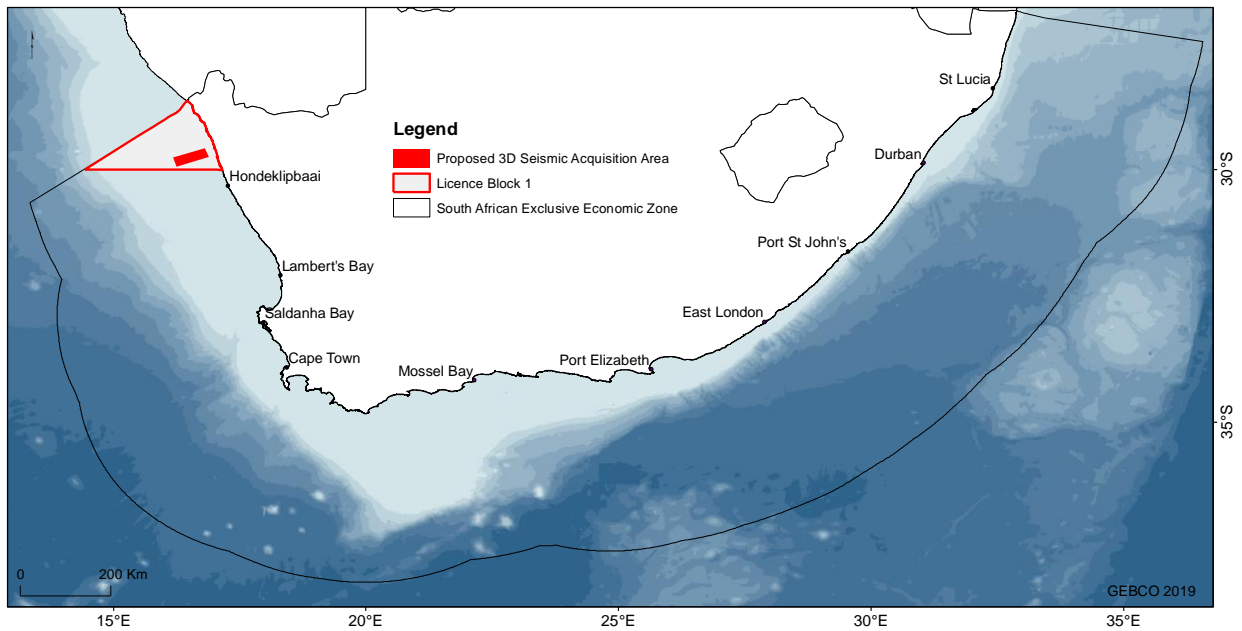 St Lucia
Legend
Proposed 3D Seismic Acquisition Area
Licence Block 1
South African Exclusive Economic Zone
Durban
30°S
Hondeklipbaai
Port St John's
Lambert's Bay
Saldanha Bay
East London
Cape Town
Mossel Bay
Port Elizabeth
35°S
0 200 Km
GEBCO 2019
15°E 20°E 25°E 30°E 35°E